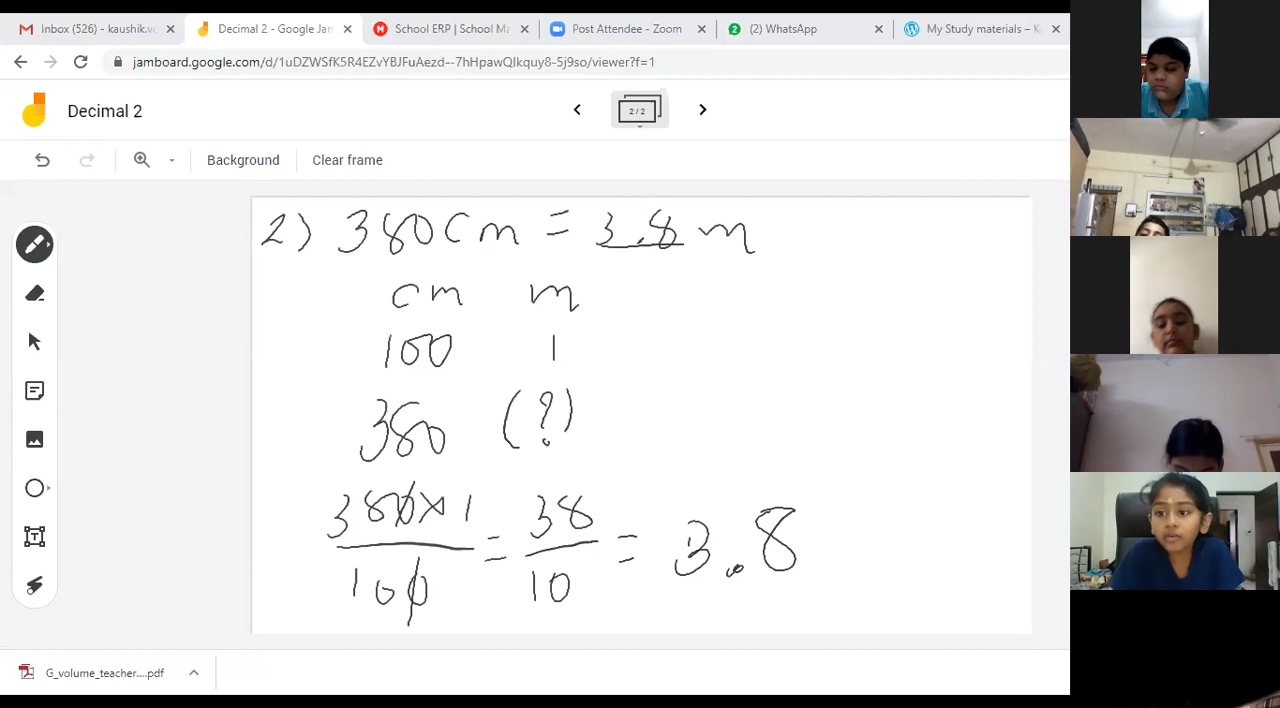 Inbox (526) - kaushik.v
Decimal 2 - Google Jam
School ERP | School Ma
Post Attendee - Zoom
(2) WhatsApp
My Study materials – K
jamboard.google.com/d/1uDZWSfK5R4EZvYBJFuAezd--7hHpawQlkquy8-5j9so/viewer?f=1
Decimal 2
2 / 2
Background
Clear frame
2) 380 cm = 3.8 m
cm m
100 1
380 (?)
380 × 1 / 100 = 38 / 10 = 3.8
G_volume_teacher....pdf